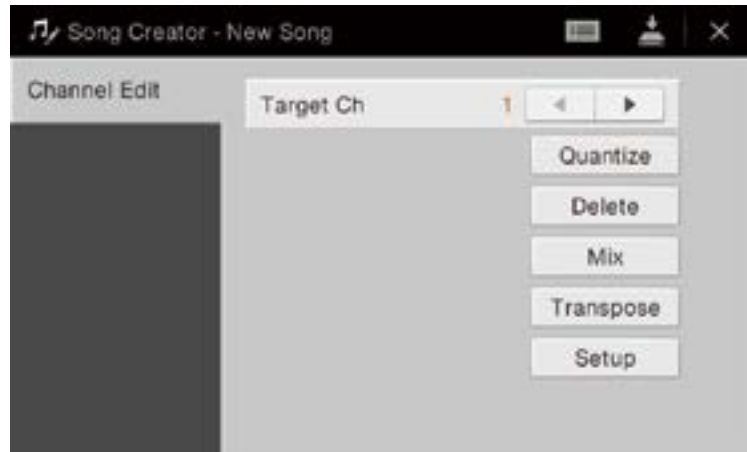 Song Creator - New Song
Channel Edit
Target Ch 1
Quantize
Delete
Mix
Transpose
Setup